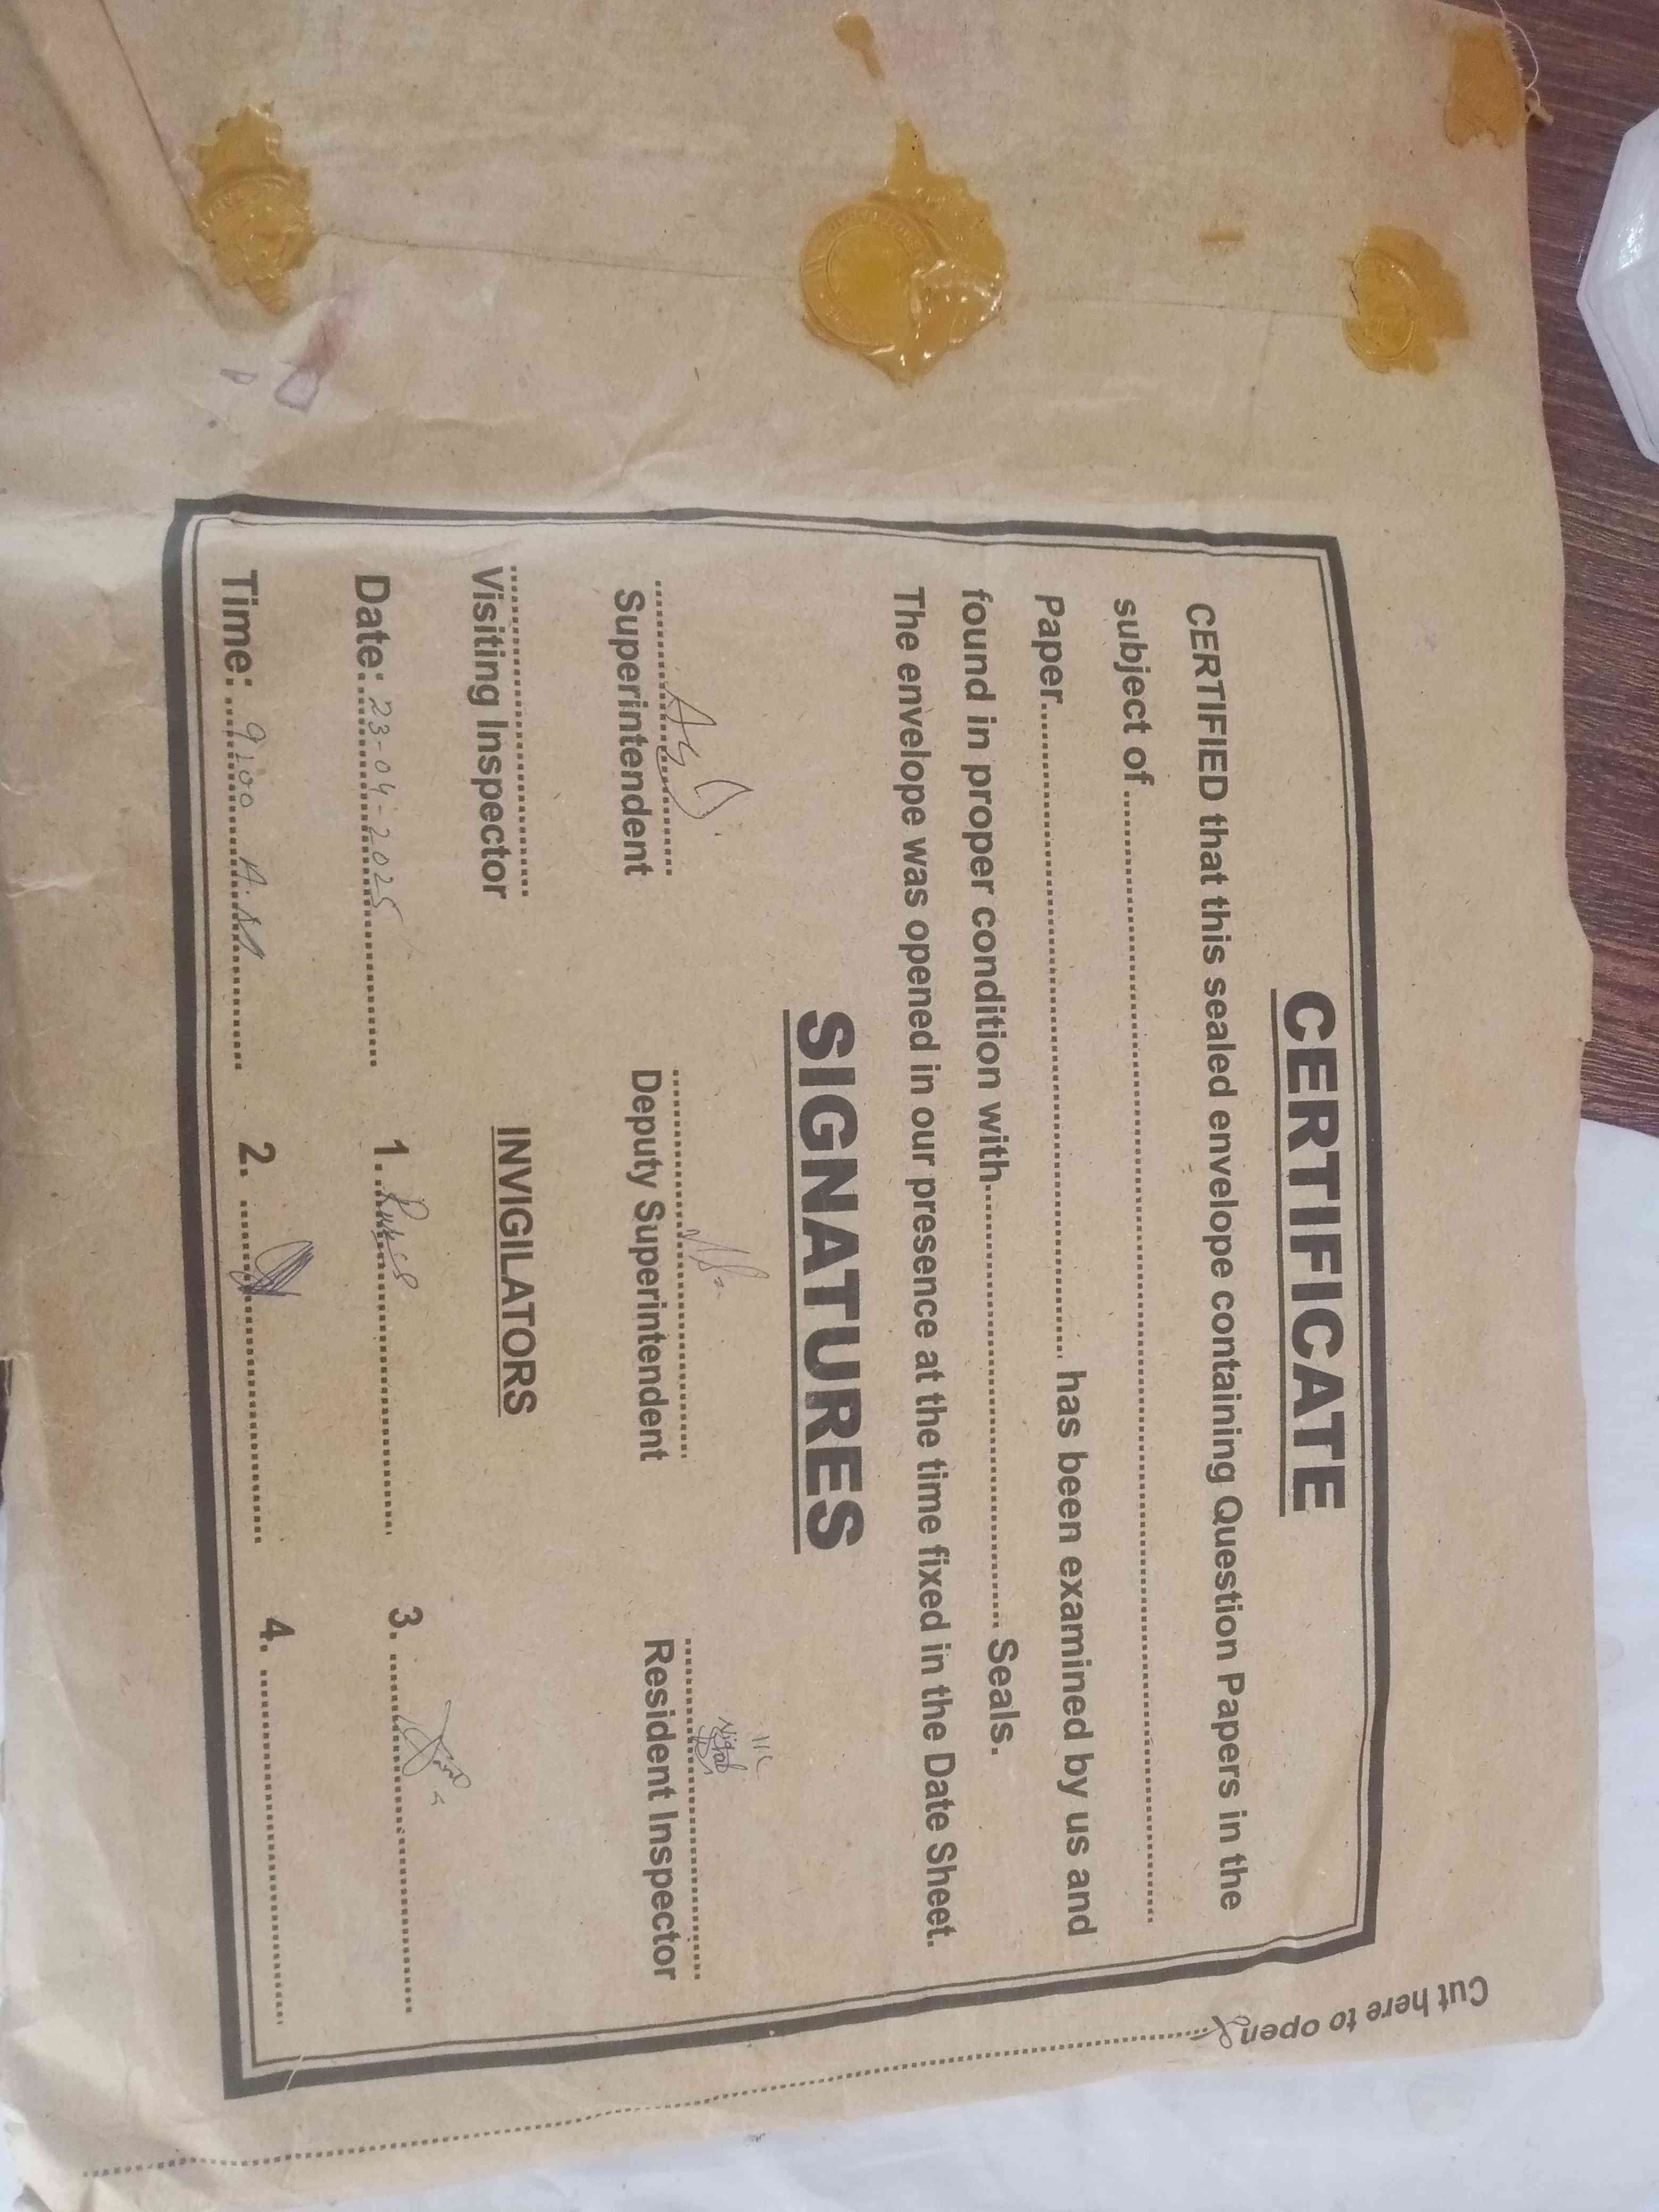 CERTIFICATE
CERTIFIED that this sealed envelope containing Question Papers in the
subject of
Paper has been examined by us and
found in proper condition with Seals.
The envelope was opened in our presence at the time fixed in the Date Sheet.
SIGNATURES
Superintendent Deputy Superintendent Resident Inspector
Visiting Inspector INVIGILATORS
Date: 23-04-2025 1. 3.
Time: 9:00 A.M 2. 4.
Cut here to open